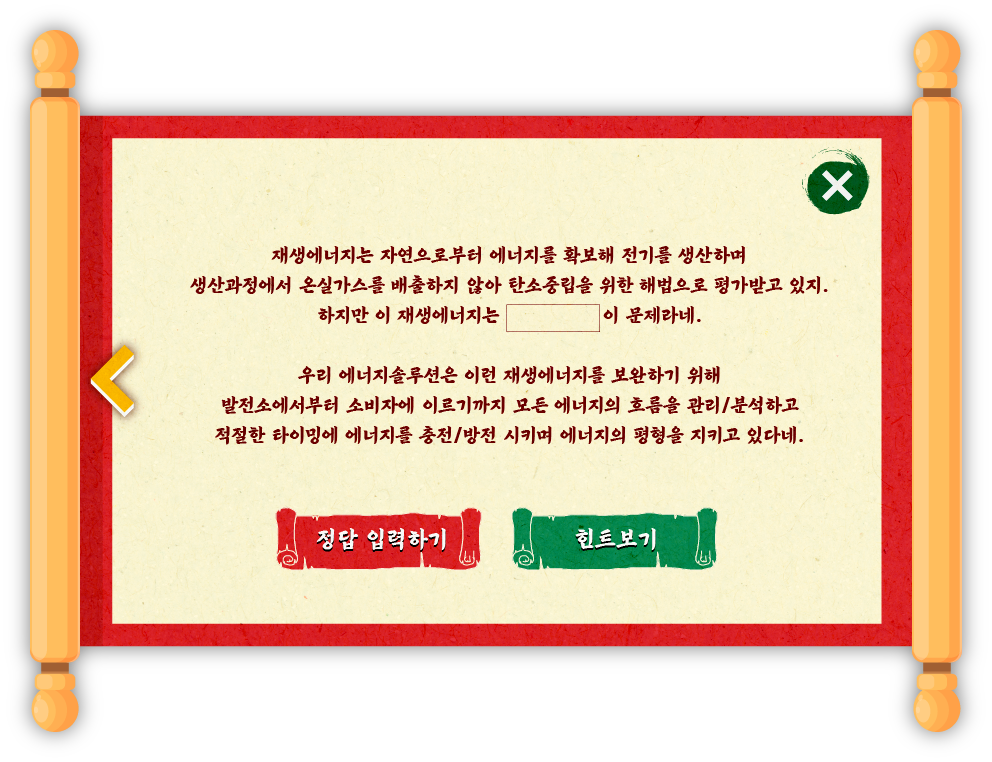 재생에너지는 자연으로부터 에너지를 확보해 전기를 생산하며
생산과정에서 온실가스를 배출하지 않아 탄소중립을 위한 해법으로 평가받고 있지.
하지만 이 재생에너지는 이 문제라네.
우리 에너지솔루션은 이런 재생에너지를 보완하기 위해
발전소에서부터 소비자에 이르기까지 모든 에너지의 흐름을 관리/분석하고
적절한 타이밍에 에너지를 충전/방전 시키며 에너지의 평형을 지키고 있다네.
정답 입력하기
힌트보기